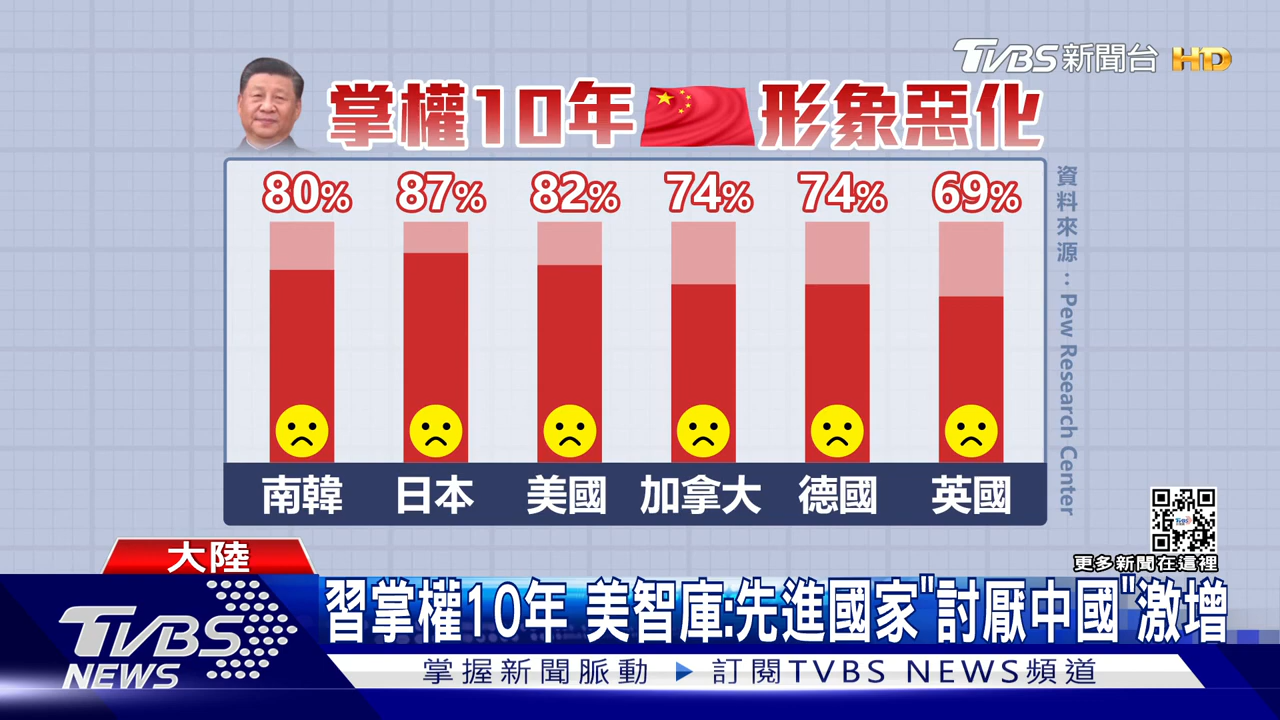 TVBS新聞台 HD
掌權10年 形象惡化
80% 87% 82% 74% 74% 69%
南韓 日本 美國 加拿大 德國 英國
資料來源:Pew Research Center
更多新聞在這裡
大陸
習掌權10年 美智庫:先進國家"討厭中國"激增
TVBS NEWS
掌握新聞脈動 ▶ 訂閱TVBS NEWS頻道